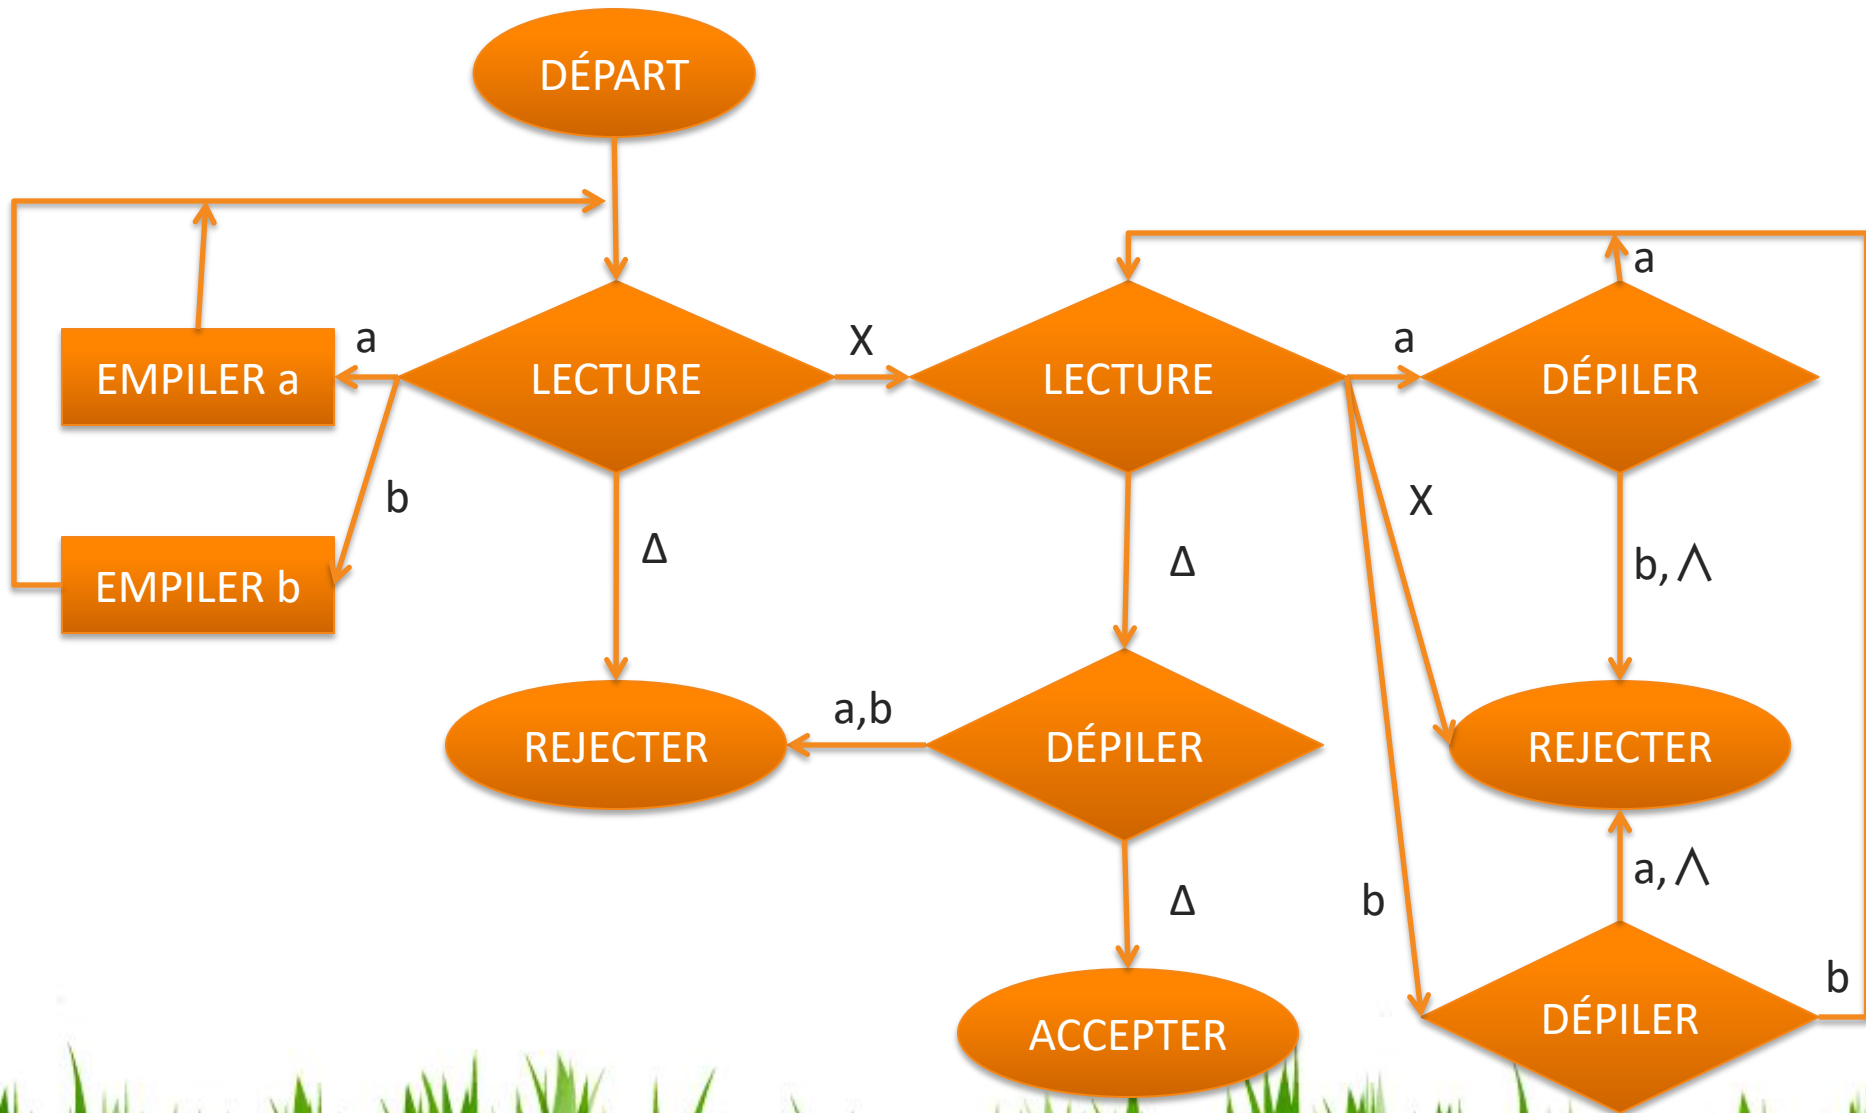 DÉPART
a
EMPILER a
a
LECTURE
X
LECTURE
a
DÉPILER
b
EMPILER b
Δ
Δ
X
b, ⋀
REJECTER
a,b
DÉPILER
REJECTER
Δ
b
a, ⋀
ACCEPTER
DÉPILER
b